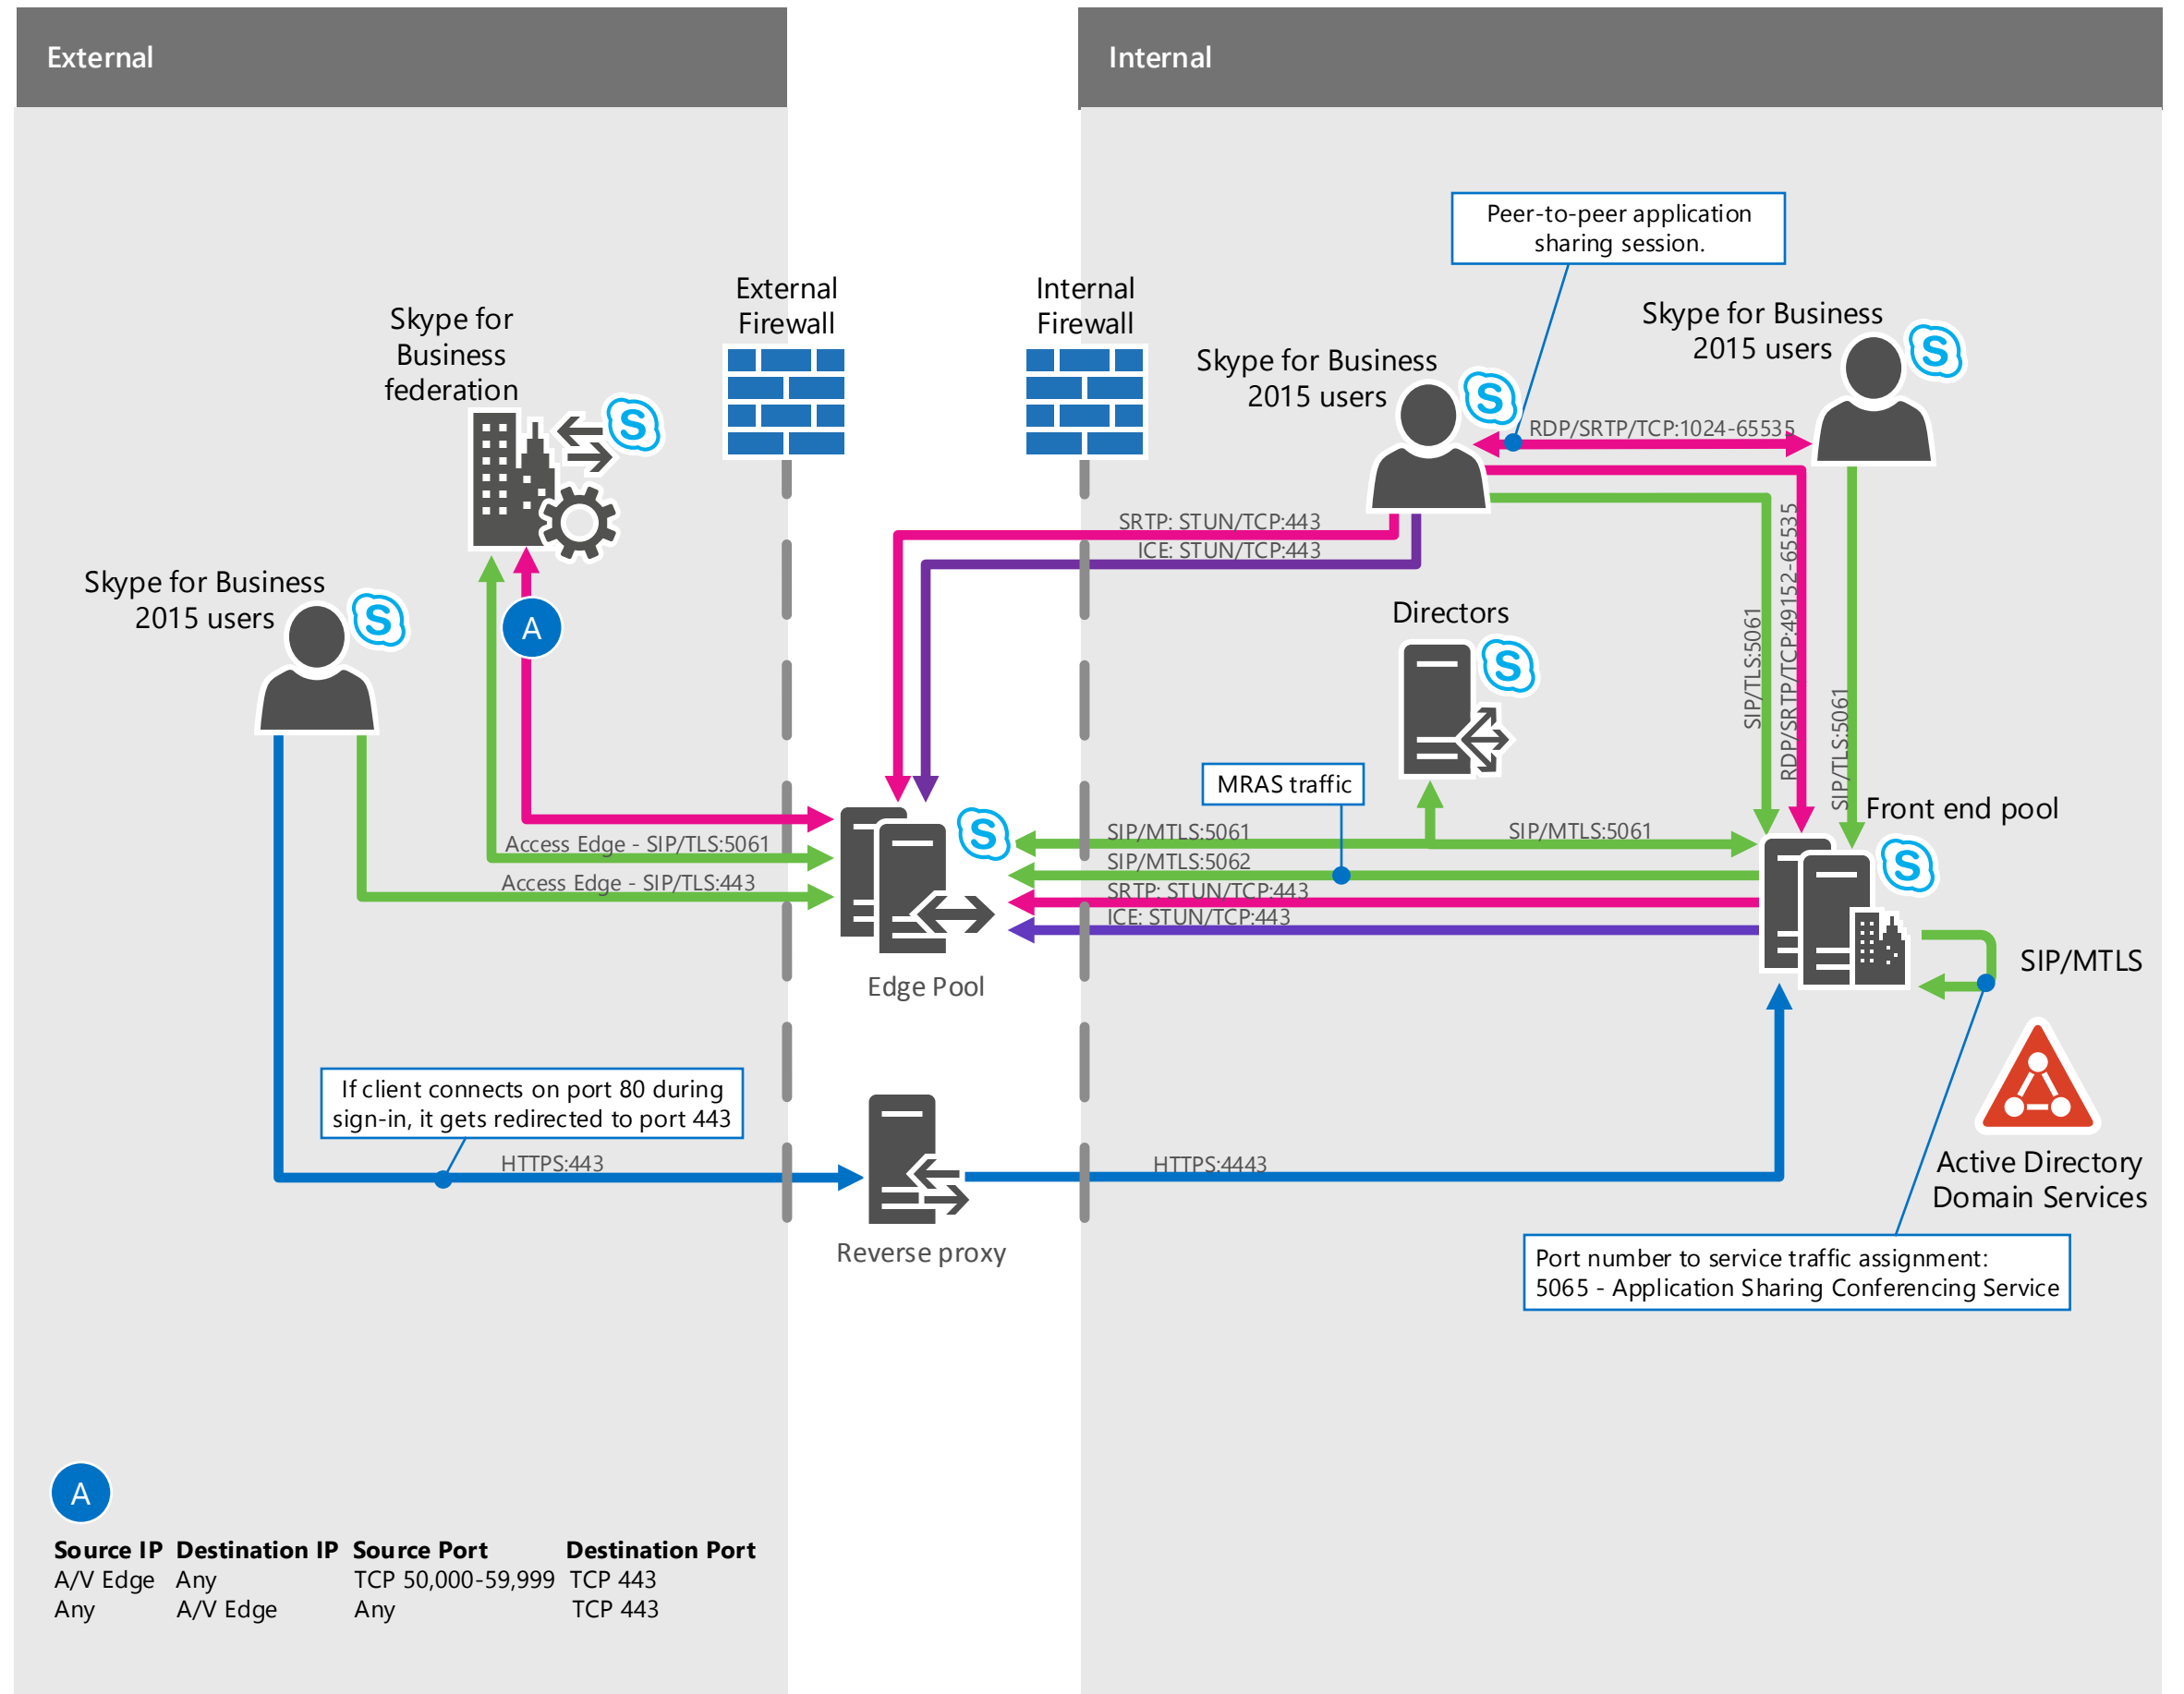 External
Internal
Peer-to-peer application
sharing session.
External
Firewall
Internal
Firewall
Skype for
Business
federation
Skype for Business
2015 users
Skype for Business
2015 users
RDP/SRTP/TCP:1024-65535
SRTP: STUN/TCP:443
ICE: STUN/TCP:443
Skype for Business
2015 users
A
Directors
SIP/TLS:5061
RDP/SRTP/TCP:49152-65535
SIP/TLS:5061
MRAS traffic
Front end pool
Access Edge - SIP/TLS:5061
Access Edge - SIP/TLS:443
SIP/MTLS:5061
SIP/MTLS:5061
SIP/MTLS:5062
SRTP: STUN/TCP:443
ICE: STUN/TCP:443
Edge Pool
SIP/MTLS
If client connects on port 80 during
sign-in, it gets redirected to port 443
HTTPS:443
HTTPS:4443
Active Directory
Domain Services
Reverse proxy
Port number to service traffic assignment:
5065 - Application Sharing Conferencing Service
A
Source IP Destination IP Source Port Destination Port
A/V Edge Any TCP 50,000-59,999 TCP 443
Any A/V Edge Any TCP 443